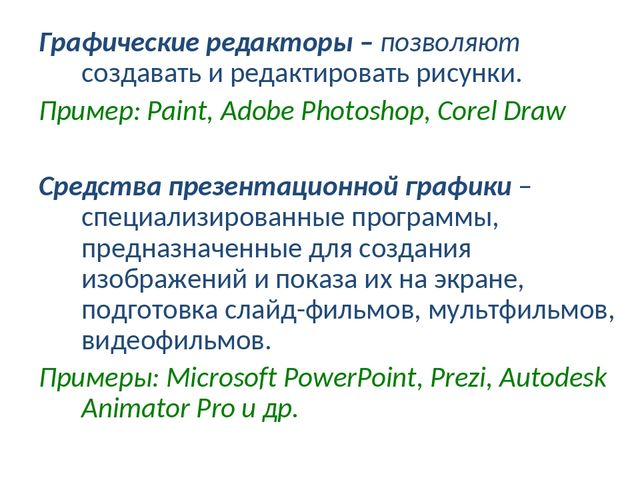 Графические редакторы – позволяют
создавать и редактировать рисунки.
Пример: Paint, Adobe Photoshop, Corel Draw
Средства презентационной графики –
специализированные программы,
предназначенные для создания
изображений и показа их на экране,
подготовка слайд-фильмов, мультфильмов,
видеофильмов.
Примеры: Microsoft PowerPoint, Prezi, Autodesk
Animator Pro и др.